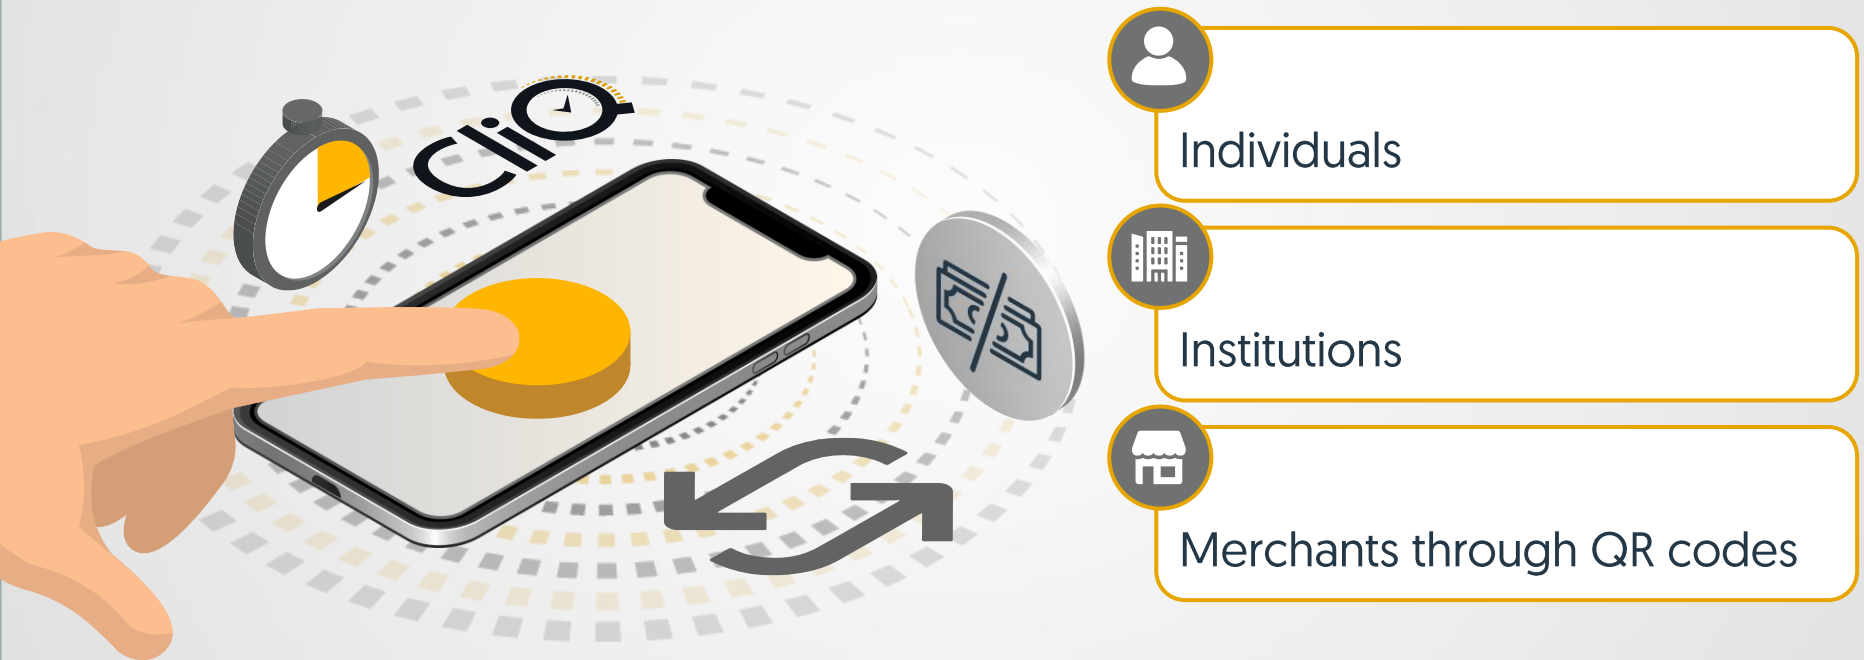 cliQ
Individuals
Institutions
Merchants through QR codes